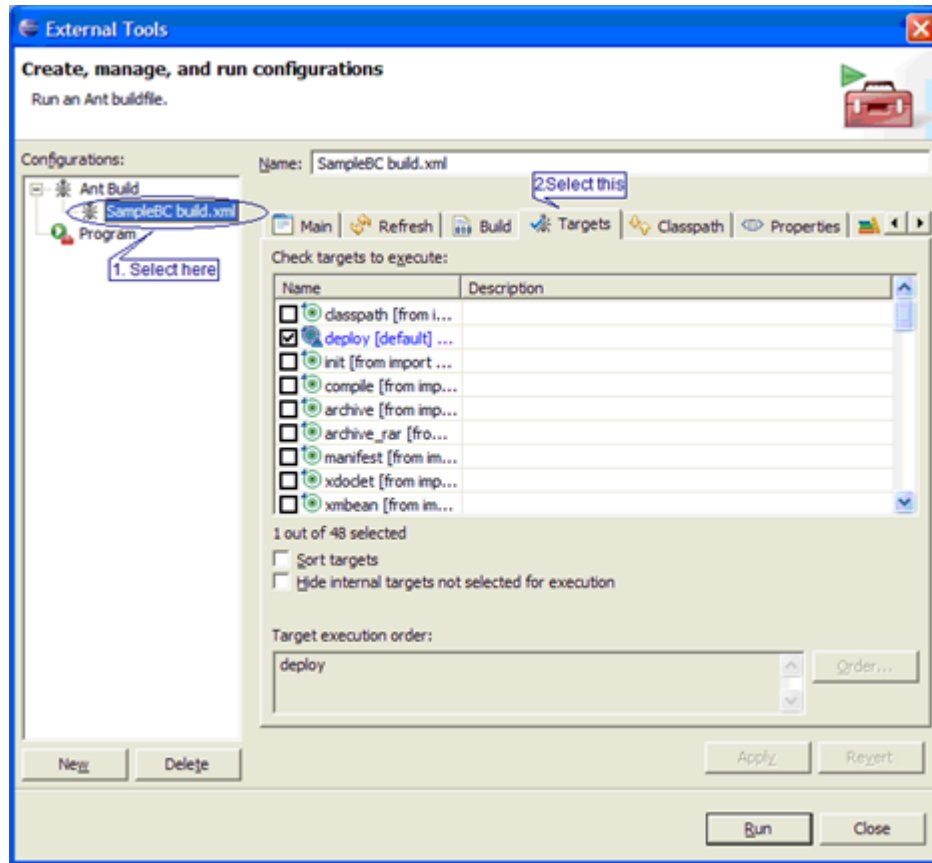 External Tools
Create, manage, and run configurations
Run an Ant buildfile.
Configurations:
Ant Build
SampleBC build.xml
Program
1. Select here
Name: SampleBC build.xml
2.Select this
Main Refresh Build Targets Classpath Properties
Check targets to execute:
Name Description
classpath [from i...
deploy [default] ...
init [from import ...
compile [from imp...
archive [from imp...
archive_rar [fro...
manifest [from im...
xdoclet [from imp...
xmbean [from im...
1 out of 48 selected
Sort targets
Hide internal targets not selected for execution
Target execution order:
deploy
Order...
New Delete
Apply Revert
Run Close